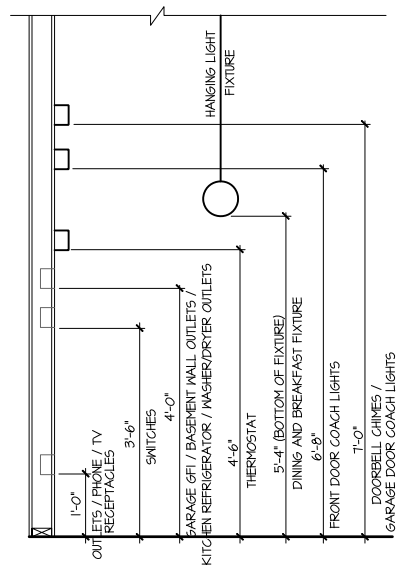 HANGING LIGHT
FIXTURE
1'-0"
OUTLETS / PHONE / TV
RECEPTACLES
3'-6"
SWITCHES
4'-0"
GARAGE GFI / BASEMENT WALL OUTLETS /
KITCHEN REFRIGERATOR / WASHER/DRYER OUTLETS
4'-6"
THERMOSTAT
5'-4" (BOTTOM OF FIXTURE)
DINING AND BREAKFAST FIXTURE
6'-8"
FRONT DOOR COACH LIGHTS
7'-0"
DOORBELL CHIMES /
GARAGE DOOR COACH LIGHTS